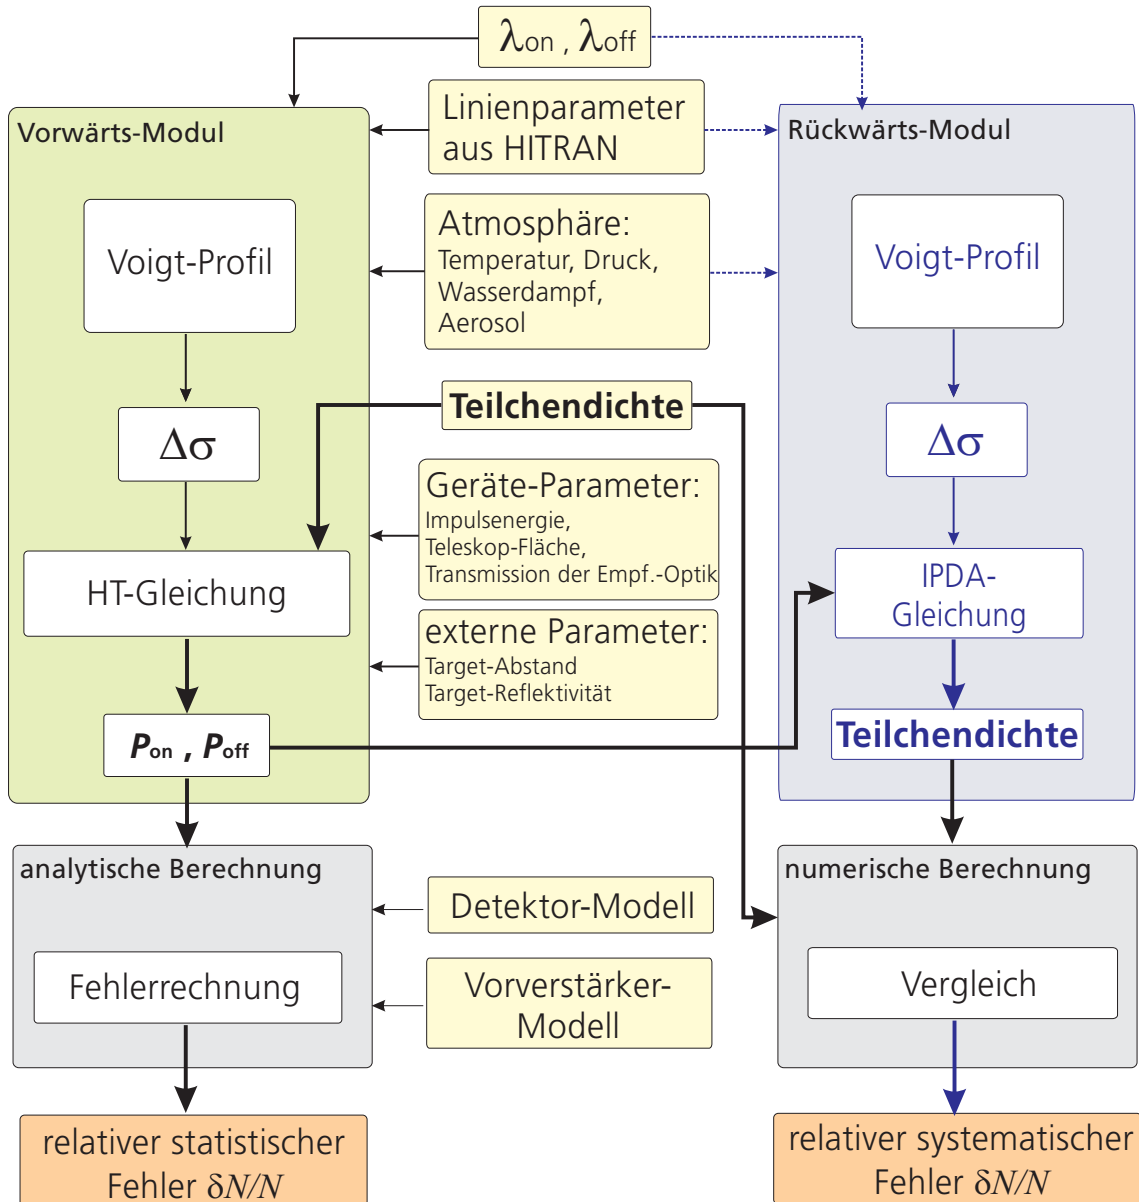 λon , λoff
Vorwärts-Modul
Linienparameter
aus HITRAN
Rückwärts-Modul
Voigt-Profil
Atmosphäre:
Temperatur, Druck,
Wasserdampf,
Aerosol
Voigt-Profil
Teilchendichte
Δσ
Δσ
Geräte-Parameter:
Impulsenergie,
Teleskop-Fläche,
Transmission der Empf.-Optik
HT-Gleichung
IPDA-
Gleichung
externe Parameter:
Target-Abstand
Target-Reflektivität
Pon , Poff
Teilchendichte
analytische Berechnung
numerische Berechnung
Detektor-Modell
Fehlerrechnung
Vorverstärker-
Modell
Vergleich
relativer statistischer
Fehler δN/N
relativer systematischer
Fehler δN/N